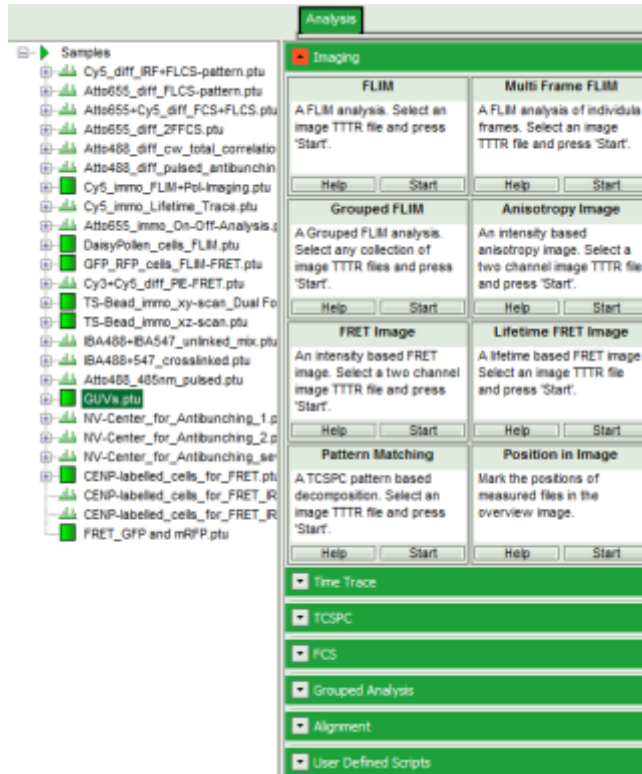 Analysis
Samples
Cy5_diff_IRF+FLCS-pattern.ptu
Atto655_diff_FLCS-pattern.ptu
Atto655+Cy5_diff_FCS+FLCS.ptu
Atto655_diff_2FFCS.ptu
Atto488_diff_cw_total_correlatio
Atto488_diff_pulsed_antibunchin
Cy5_immo_FLIM+Pol-Imaging.ptu
Cy5_immo_Lifetime_Trace.ptu
Atto655_immo_On-Off-Analysis.p
DaisyPollen_cells_FLIM.ptu
GFP_RFP_cells_FLIM-FRET.ptu
Cy3+Cy5_diff_PIE-FRET.ptu
TS-Bead_immo_xy-scan_Dual Fo
TS-Bead_immo_xz-scan.ptu
IBA488+IBA547_unlinked_mix.ptu
IBA488+547_crosslinked.ptu
Atto488_485nm_pulsed.ptu
GUVs.ptu
NV-Center_for_Antibunching_1.p
NV-Center_for_Antibunching_2.p
NV-Center_for_Antibunching_se
CENP-labelled_cells_for_FRET.ptu
CENP-labelled_cells_for_FRET_IR
CENP-labelled_cells_for_FRET_IR
FRET_GFP and mRFP.ptu
Imaging
FLIM
A FLIM analysis. Select an
image TTTR file and press
'Start'.
Help Start
Multi Frame FLIM
A FLIM analysis of individula
frames. Select an image
TTTR file and press 'Start'.
Help Start
Grouped FLIM
A Grouped FLIM analysis.
Select any collection of
image TTTR files and press
'Start'.
Help Start
Anisotropy Image
An intensity based
anisotropy image. Select a
two channel image TTTR file
and press 'Start'.
Help Start
FRET Image
An intensity based FRET
image. Select a two channel
image TTTR file and press
'Start'.
Help Start
Lifetime FRET Image
A lifetime based FRET image
Select an image TTTR file
and press 'Start'.
Help Start
Pattern Matching
A TCSPC pattern based
decomposition. Select an
image TTTR file and press
'Start'.
Help Start
Position in Image
Mark the positions of
measured files in the
overview image.
Help Start
Time Trace
TCSPC
FCS
Grouped Analysis
Alignment
User Defined Scripts